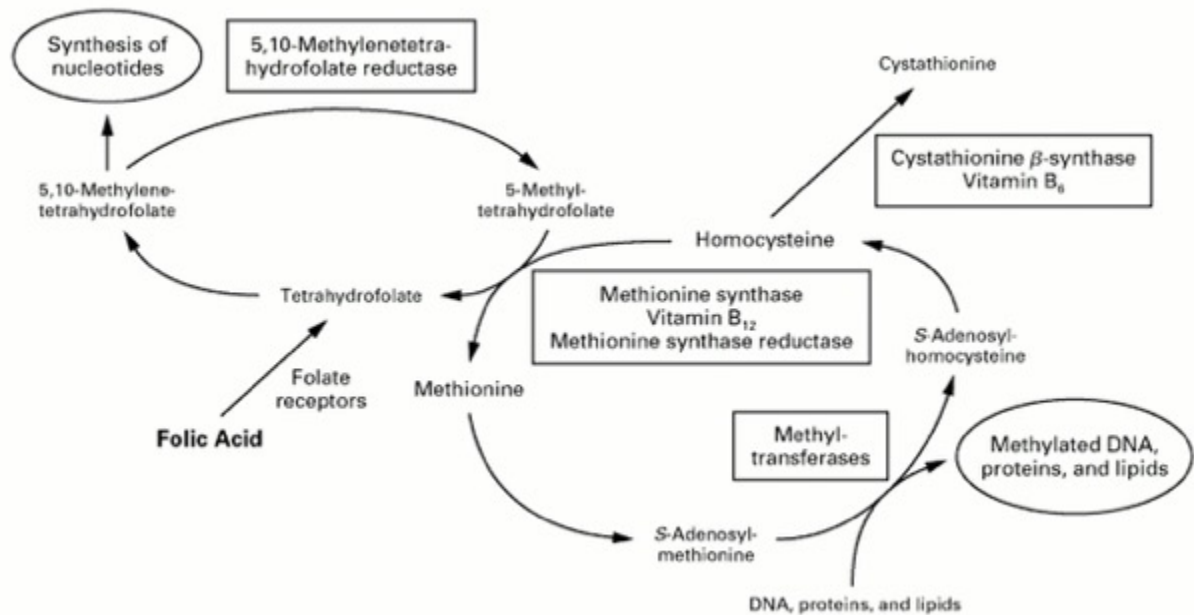 Synthesis of
nucleotides
5,10-Methylenetetra-
hydrofolate reductase
Cystathionine
Cystathionine β-synthase
Vitamin B₆
5,10-Methylene-
tetrahydrofolate
5-Methyl-
tetrahydrofolate
Homocysteine
Tetrahydrofolate
Methionine synthase
Vitamin B₁₂
Methionine synthase reductase
S-Adenosyl-
homocysteine
Folate
receptors
Methionine
Folic Acid
Methyl-
transferases
Methylated DNA,
proteins, and lipids
S-Adenosyl-
methionine
DNA, proteins, and lipids